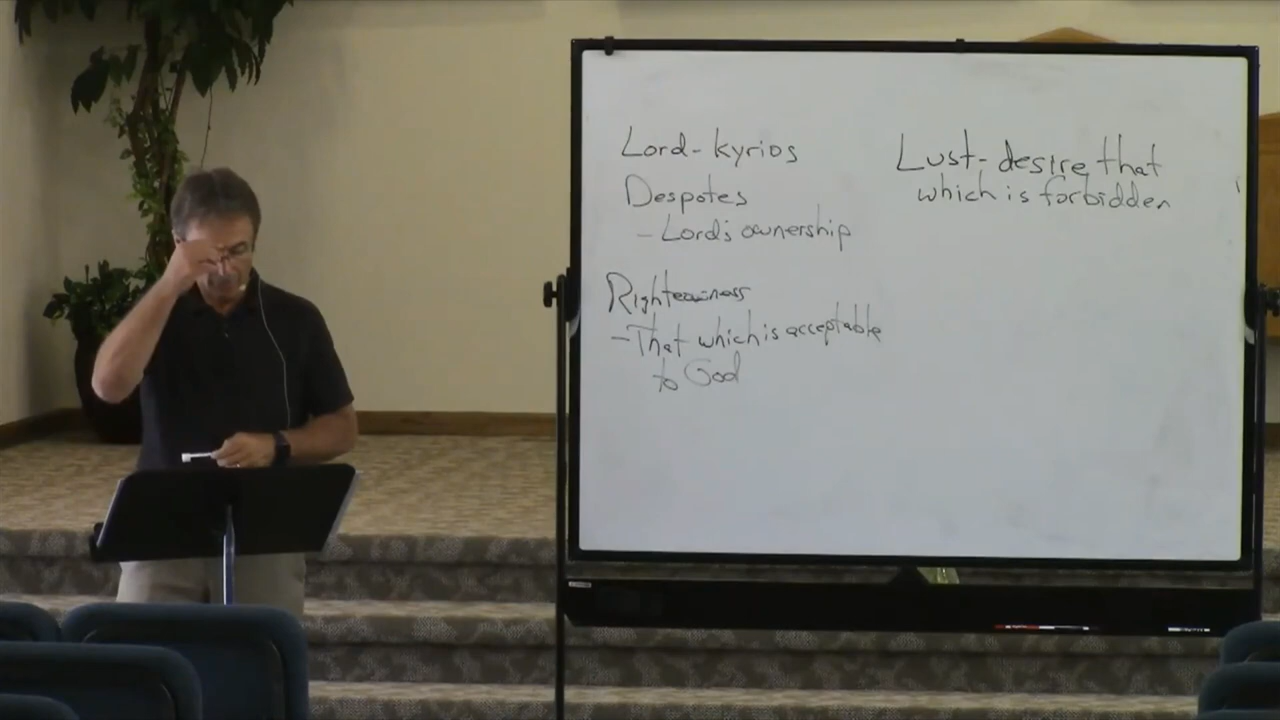 Lord - kyrios
Despotes
- Lord's ownership
Righteousness
- That which is acceptable
to God
Lust - desire that
which is forbidden